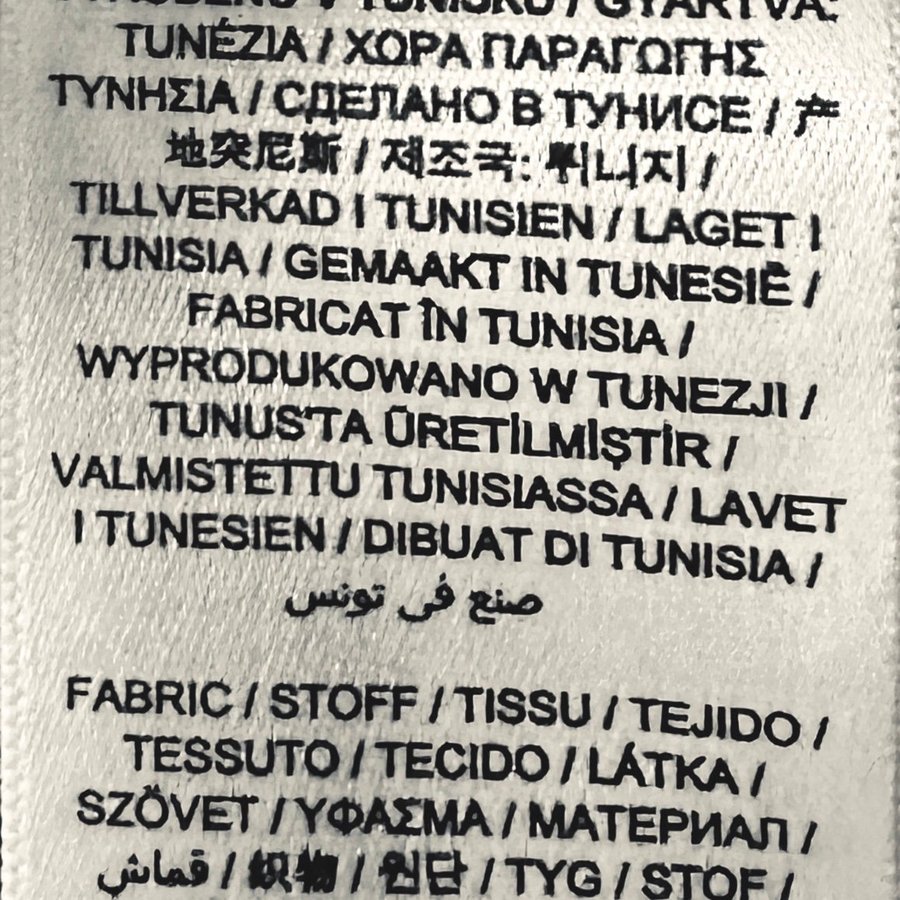 V TUNISKU / GYÁRTVA:
TUNÉZIA / ΧΩΡΑ ΠΑΡΑΓΩΓΗΣ
ΤΥΝΗΣΙΑ / СДЕЛАНО В ТУНИСЕ / 产
地突尼斯 / 제조국: 튀니지 /
TILLVERKAD I TUNISIEN / LAGET I
TUNISIA / GEMAAKT IN TUNESIË /
FABRICAT ÎN TUNISIA /
WYPRODUKOWANO W TUNEZJI /
TUNUS'TA ÜRETİLMİŞTİR /
VALMISTETTU TUNISIASSA / LAVET
I TUNESIEN / DIBUAT DI TUNISIA /
صنع في تونس
FABRIC / STOFF / TISSU / TEJIDO /
TESSUTO / TECIDO / LÁTKA /
SZÖVET / ΥΦΑΣΜΑ / МАТЕРИАЛ /
قماش / 织物 / 원단 / TYG / STOF /